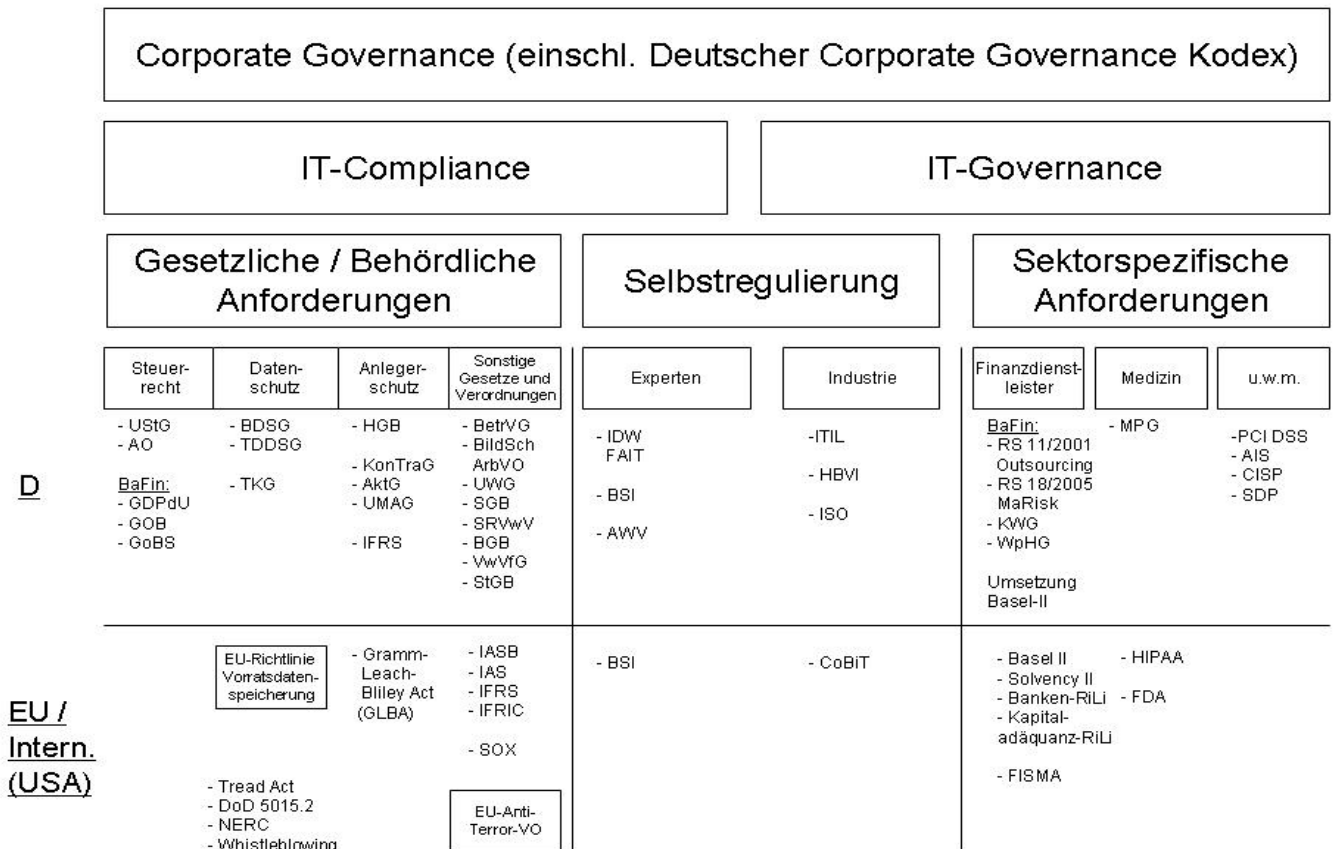 Corporate Governance (einschl. Deutscher Corporate Governance Kodex)
IT-Compliance
IT-Governance
Gesetzliche / Behördliche
Anforderungen
Selbstregulierung
Sektorspezifische
Anforderungen
Steuer-
recht
Daten-
schutz
Anleger-
schutz
Sonstige
Gesetze und
Verordnungen
Experten
Industrie
Finanzdienst-
leister
Medizin
u.w.m.
D
- UStG
- AO
BaFin:
- GDPdU
- GOB
- GoBS
- BDSG
- TDDSG
- TKG
- HGB
- KonTraG
- AktG
- UMAG
- IFRS
- BetrVG
- BildSch
ArbVO
- UWG
- SGB
- SRVwV
- BGB
- VwVfG
- StGB
- IDW
FAIT
- BSI
- AWV
-ITIL
- HBVI
- ISO
BaFin:
- RS 11/2001
Outsourcing
- RS 18/2005
MaRisk
- KWG
- WpHG
Umsetzung
Basel-II
- MPG
-PCI DSS
- AIS
- CISP
- SDP
EU /
Intern.
(USA)
EU-Richtlinie
Vorratsdaten-
speicherung
- Tread Act
- DoD 5015.2
- NERC
- Whistleblowing
- Gramm-
Leach-
Bliley Act
(GLBA)
- IASB
- IAS
- IFRS
- IFRIC
- SOX
EU-Anti-
Terror-VO
- BSI
- CoBiT
- Basel II
- Solvency II
- Banken-RiLi
- Kapital-
adäquanz-RiLi
- FISMA
- HIPAA
- FDA